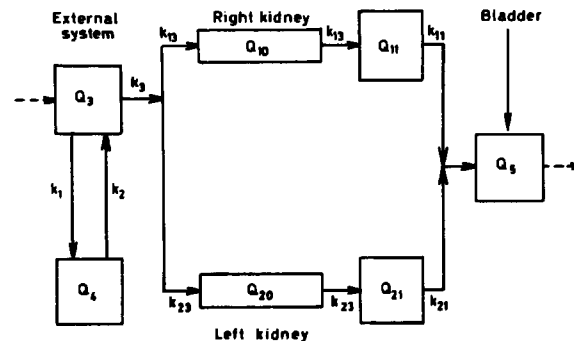 External
system
Right kidney
Bladder
k₃
k₁₃
Q₁₀
k₁₃
Q₁₁
k₁₁
Q₃
k₁
k₂
Q₅
Q₄
k₂₃
Q₂₀
k₂₃
Q₂₁
k₂₁
Left kidney